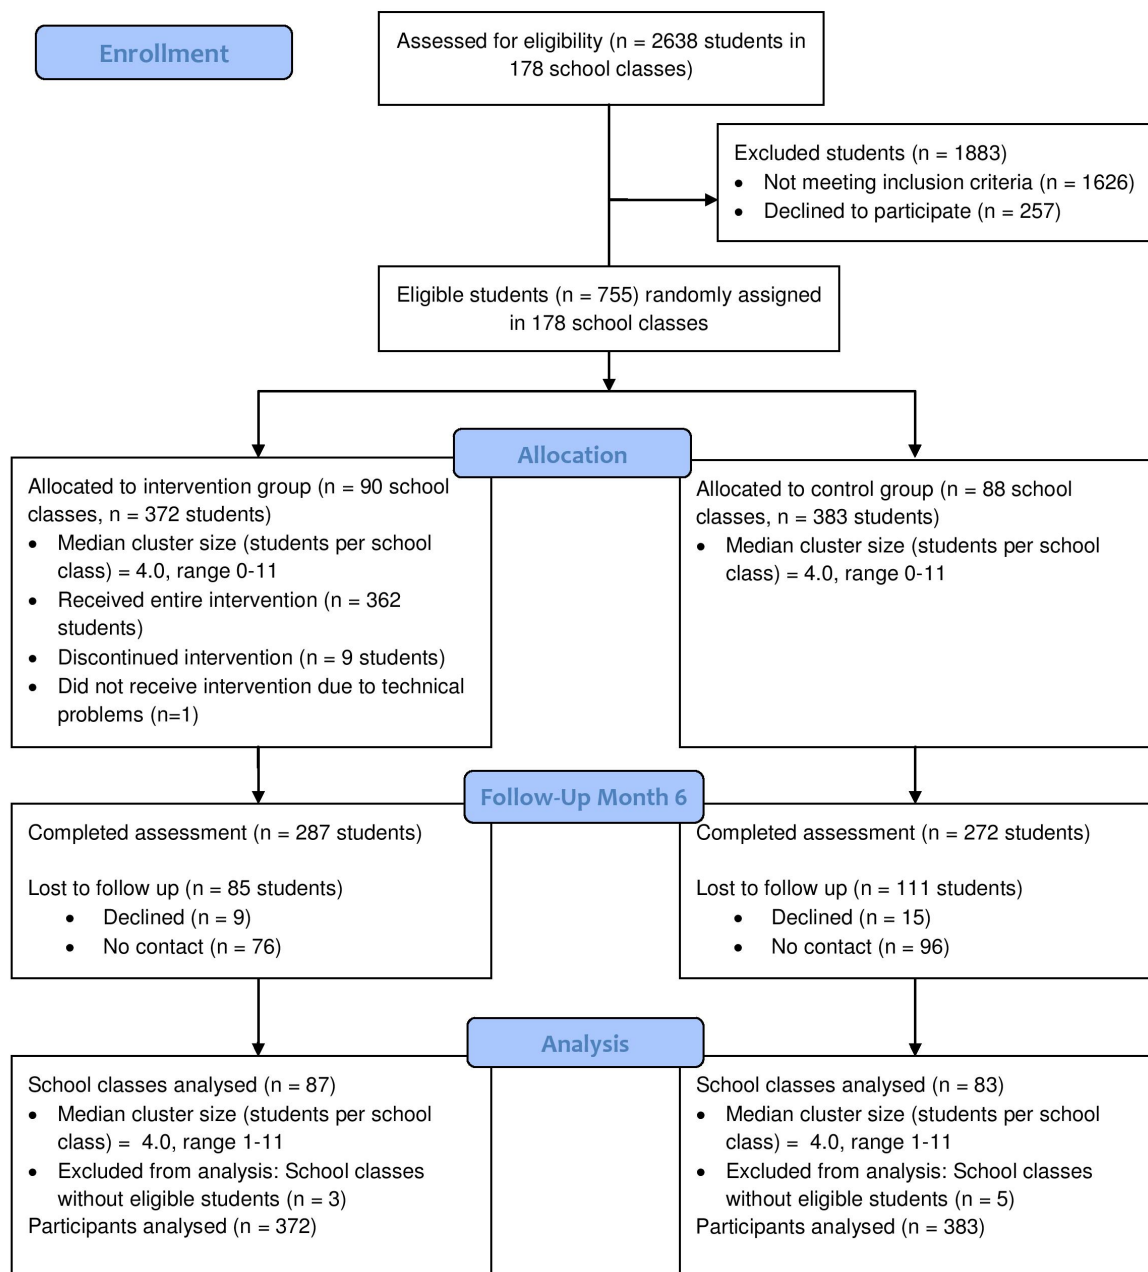 Enrollment
Assessed for eligibility (n = 2638 students in
178 school classes)
Excluded students (n = 1883)
• Not meeting inclusion criteria (n = 1626)
• Declined to participate (n = 257)
Eligible students (n = 755) randomly assigned
in 178 school classes
Allocation
Allocated to intervention group (n = 90 school
classes, n = 372 students)
• Median cluster size (students per school
class) = 4.0, range 0-11
• Received entire intervention (n = 362
students)
• Discontinued intervention (n = 9 students)
• Did not receive intervention due to technical
problems (n=1)
Allocated to control group (n = 88 school
classes, n = 383 students)
• Median cluster size (students per school
class) = 4.0, range 0-11
Follow-Up Month 6
Completed assessment (n = 287 students)
Lost to follow up (n = 85 students)
• Declined (n = 9)
• No contact (n = 76)
Completed assessment (n = 272 students)
Lost to follow up (n = 111 students)
• Declined (n = 15)
• No contact (n = 96)
Analysis
School classes analysed (n = 87)
• Median cluster size (students per school
class) =  4.0, range 1-11
• Excluded from analysis: School classes
without eligible students (n = 3)
Participants analysed (n = 372)
School classes analysed (n = 83)
• Median cluster size (students per school
class) =  4.0, range 1-11
• Excluded from analysis: School classes
without eligible students (n = 5)
Participants analysed (n = 383)